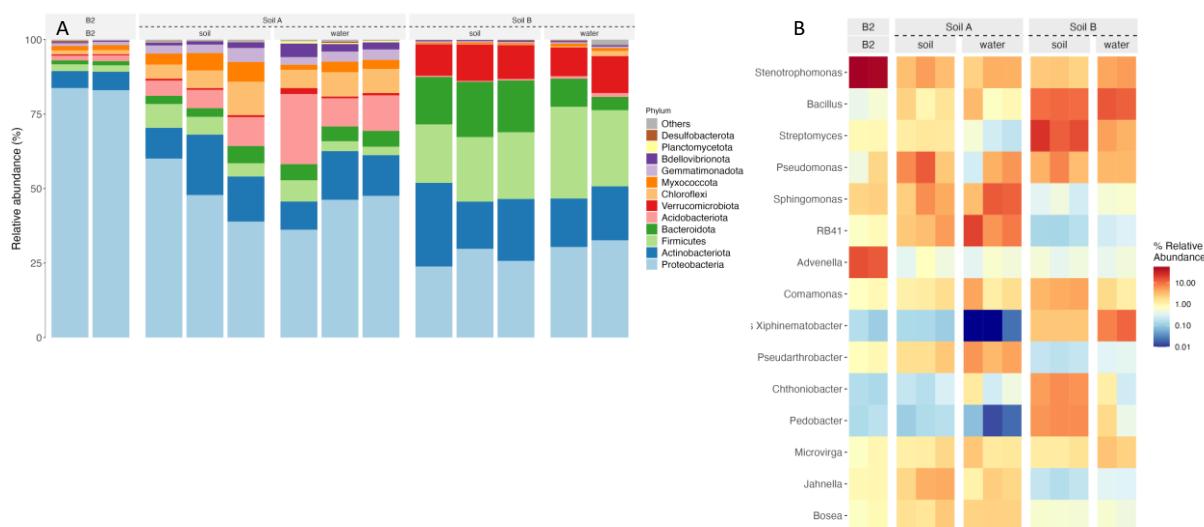 A
B2
Soil A
Soil B
B2
soil
water
soil
water
100
75
50
25
0
Relative abundance (%)
Phylum
Others
Desulfobacterota
Planctomycetota
Bdellovibrionota
Gemmatimonadota
Myxococcota
Chloroflexi
Verrucomicrobiota
Acidobacteriota
Bacteroidota
Firmicutes
Actinobacteriota
Proteobacteria
B
B2
Soil A
Soil B
B2
soil
water
soil
water
Stenotrophomonas
Bacillus
Streptomyces
Pseudomonas
Sphingomonas
RB41
Advenella
Comamonas
s Xiphinematobacter
Pseudarthrobacter
Chthoniobacter
Pedobacter
Microvirga
Jahnella
Bosea
% Relative
Abundance
10.00
1.00
0.10
0.01